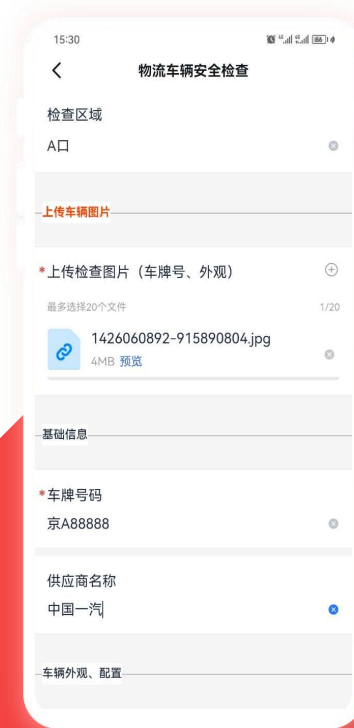 15:30
物流车辆安全检查
检查区域
A口
上传车辆图片
*上传检查图片（车牌号、外观）
最多选择20个文件 1/20
1426060892-915890804.jpg
4MB 预览
基础信息
*车牌号码
京A88888
供应商名称
中国一汽
车辆外观、配置